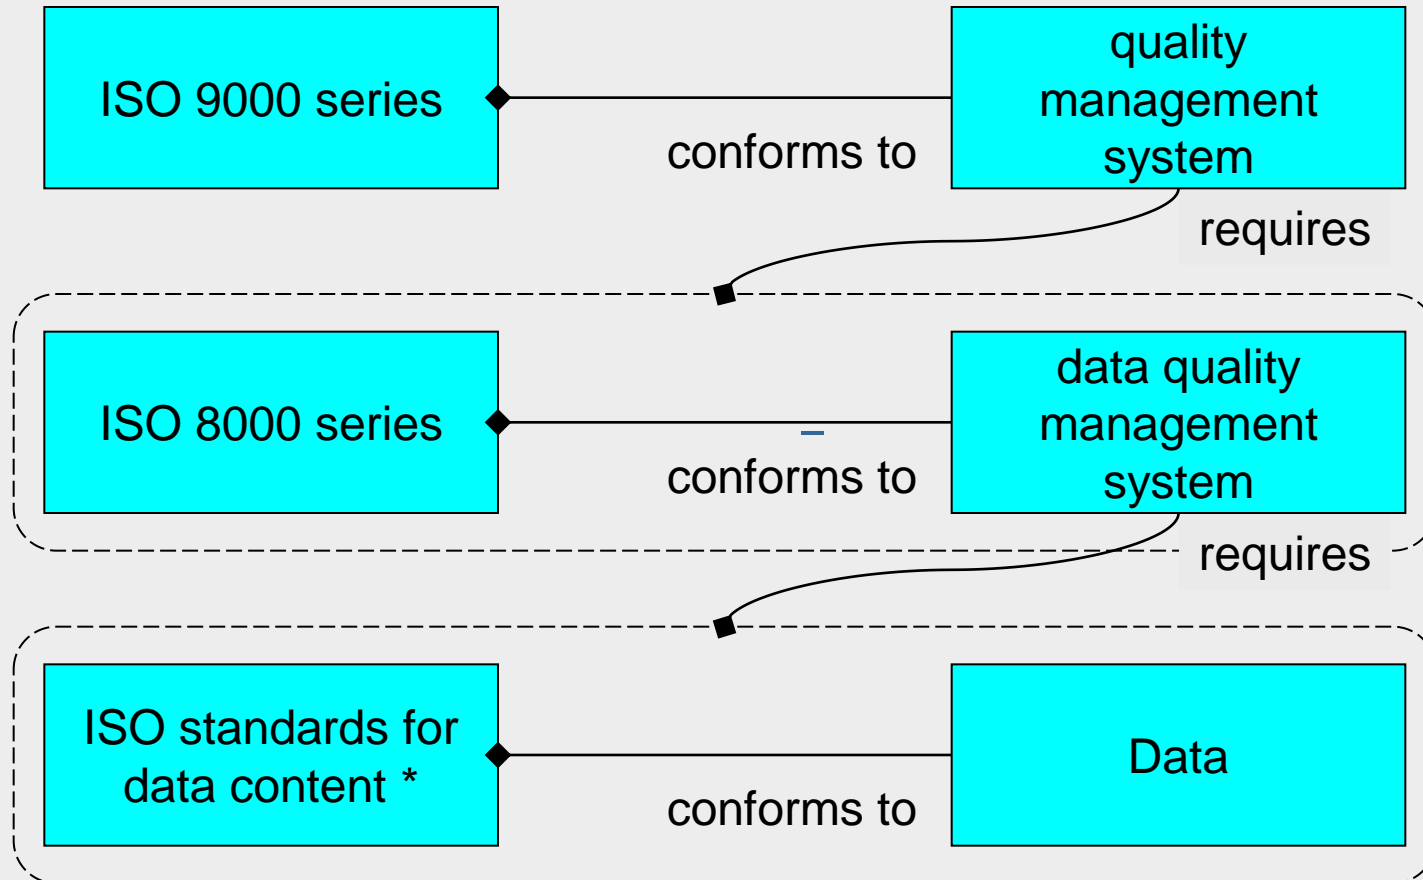 ISO 9000 series
quality
management
system
conforms to
requires
ISO 8000 series
data quality
management
system
conforms to
requires
ISO standards for
data content *
Data
conforms to